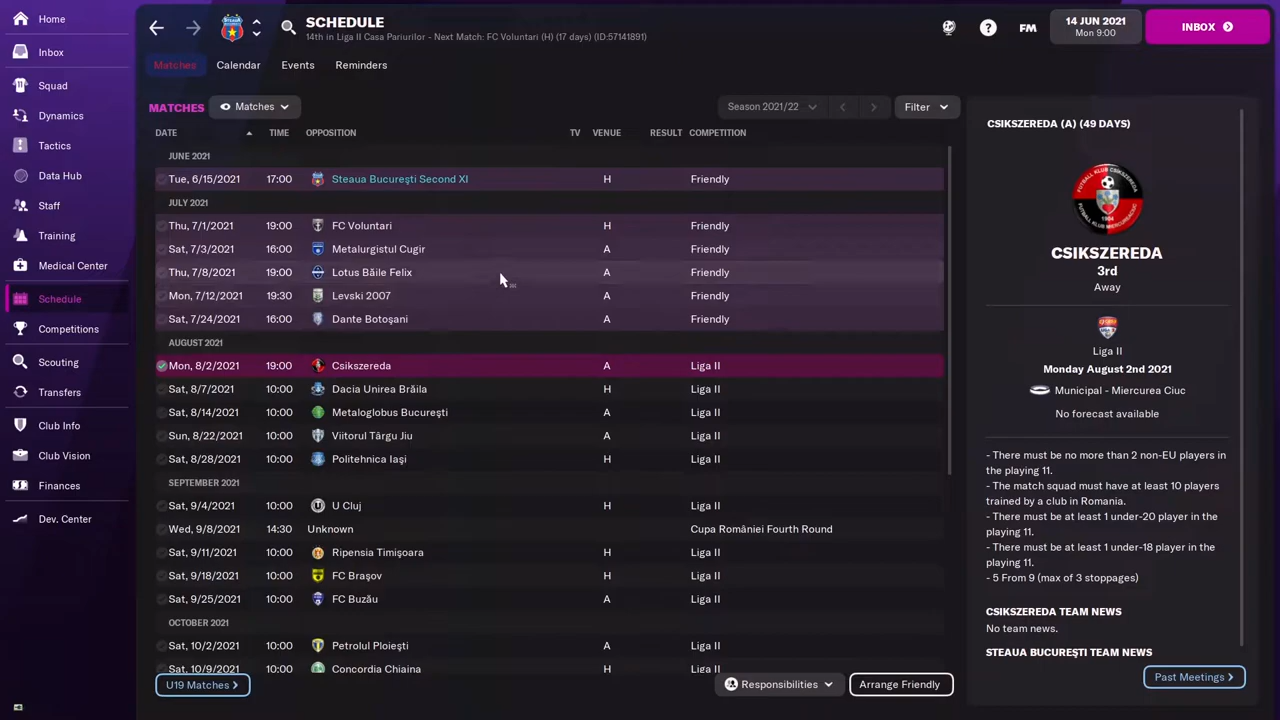 Home
Inbox
Squad
Dynamics
Tactics
Data Hub
Staff
Training
Medical Center
Schedule
Competitions
Scouting
Transfers
Club Info
Club Vision
Finances
Dev. Center
SCHEDULE
14th in Liga II Casa Pariurilor - Next Match: FC Voluntari (H) (17 days) (ID:57141891)
FM
14 JUN 2021
Mon 9:00
INBOX
Matches Calendar Events Reminders
MATCHES Matches Season 2021/22 Filter
DATE TIME OPPOSITION TV VENUE RESULT COMPETITION
JUNE 2021
Tue, 6/15/2021 17:00 Steaua Bucureşti Second XI H Friendly
JULY 2021
Thu, 7/1/2021 19:00 FC Voluntari H Friendly
Sat, 7/3/2021 16:00 Metalurgistul Cugir A Friendly
Thu, 7/8/2021 19:00 Lotus Băile Felix A Friendly
Mon, 7/12/2021 19:30 Levski 2007 A Friendly
Sat, 7/24/2021 16:00 Dante Botoşani A Friendly
AUGUST 2021
Mon, 8/2/2021 19:00 Csikszereda A Liga II
Sat, 8/7/2021 10:00 Dacia Unirea Brăila H Liga II
Sat, 8/14/2021 10:00 Metaloglobus Bucureşti A Liga II
Sun, 8/22/2021 10:00 Viitorul Târgu Jiu A Liga II
Sat, 8/28/2021 10:00 Politehnica Iaşi H Liga II
SEPTEMBER 2021
Sat, 9/4/2021 10:00 U Cluj H Liga II
Wed, 9/8/2021 14:30 Unknown Cupa României Fourth Round
Sat, 9/11/2021 10:00 Ripensia Timişoara H Liga II
Sat, 9/18/2021 10:00 FC Braşov H Liga II
Sat, 9/25/2021 10:00 FC Buzău A Liga II
OCTOBER 2021
Sat, 10/2/2021 10:00 Petrolul Ploieşti A Liga II
Sat, 10/9/2021 10:00 Concordia Chiaina H Liga II
U19 Matches Responsibilities Arrange Friendly
CSIKSZEREDA (A) (49 DAYS)
CSIKSZEREDA
3rd
Away
Liga II
Monday August 2nd 2021
Municipal - Miercurea Ciuc
No forecast available
- There must be no more than 2 non-EU players in
the playing 11.
- The match squad must have at least 10 players
trained by a club in Romania.
- There must be at least 1 under-20 player in the
playing 11.
- There must be at least 1 under-18 player in the
playing 11.
- 5 From 9 (max of 3 stoppages)
CSIKSZEREDA TEAM NEWS
No team news.
STEAUA BUCUREŞTI TEAM NEWS
Past Meetings